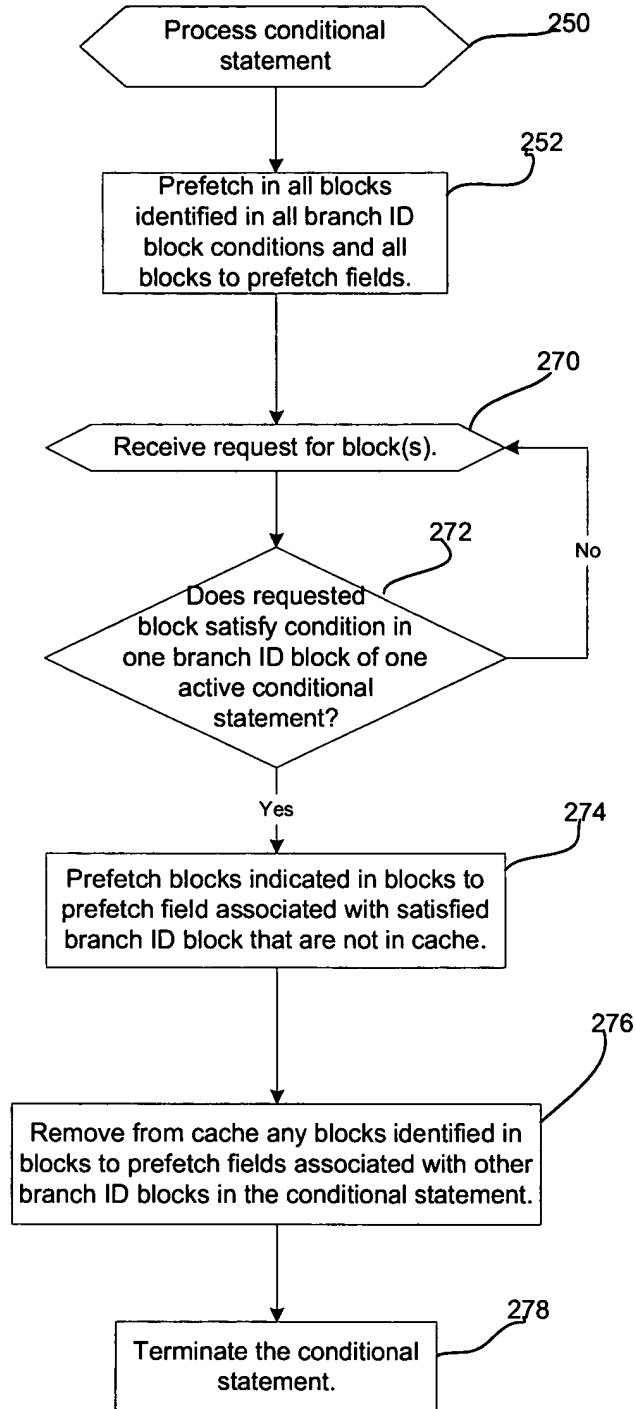 Process conditional
statement
250
252
Prefetch in all blocks
identified in all branch ID
block conditions and all
blocks to prefetch fields.
270
Receive request for block(s).
272
No
Does requested
block satisfy condition in
one branch ID block of one
active conditional
statement?
Yes
274
Prefetch blocks indicated in blocks to
prefetch field associated with satisfied
branch ID block that are not in cache.
276
Remove from cache any blocks identified in
blocks to prefetch fields associated with other
branch ID blocks in the conditional statement.
278
Terminate the conditional
statement.